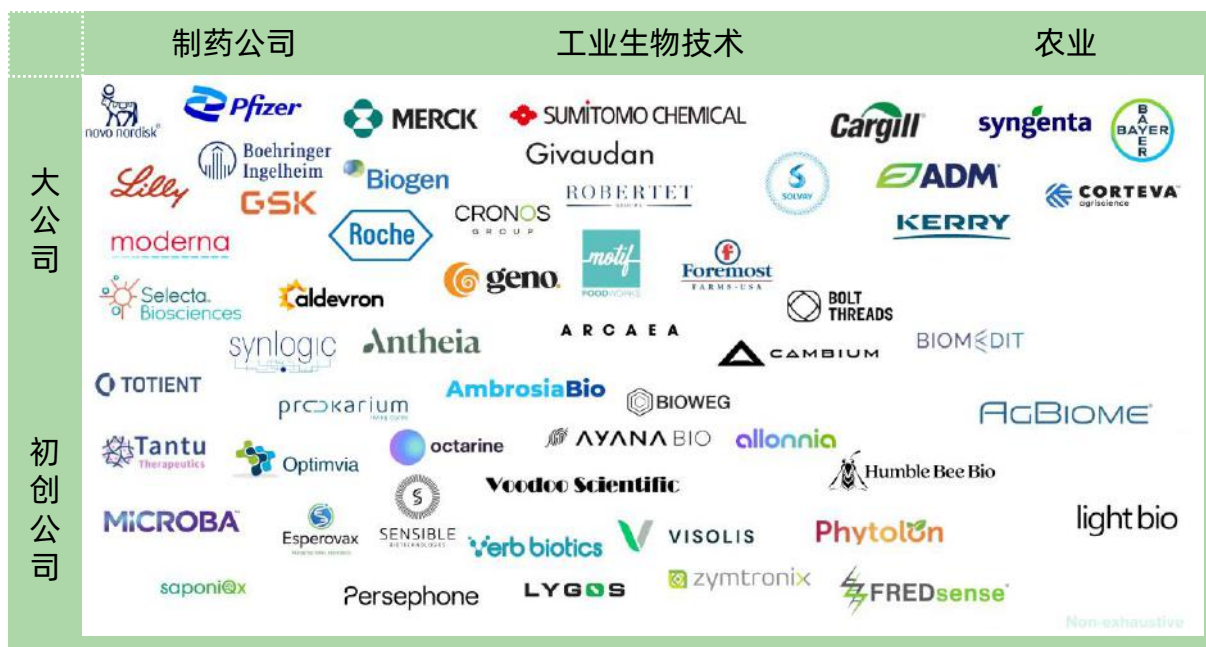 制药公司 工业生物技术 农业
大公司
初创公司
novo nordisk
Pfizer
MERCK
SUMITOMO CHEMICAL
Cargill
syngenta
BAYER
BAYER
Lilly
Boehringer
Ingelheim
GSK
Biogen
Givaudan
ROBERTET
GROUPE
SOLVAY
ADM
CORTEVA
agriscience
CRONOS
GROUP
KERRY
moderna
Roche
geno
motif
FOODWORKS
Foremost
FARMS-USA
Selecta
Biosciences
aldevron
BOLT
THREADS
synlogic
Antheia
ARCAEA
CAMBIUM
BIOMEDIT
TOTIENT
prokarium
AmbrosiaBio
BIOWEG
AGBIOME
Tantu
Therapeutics
Optimvia
octarine
AYANA BIO
allonnia
Voodoo Scientific
Humble Bee Bio
MiCROBA
Esperovax
SENSIBLE
BIOTECHNOLOGIES
Verb biotics
VISOLIS
Phytolon
light bio
saponiQx
Persephone
LYGOS
zymtronix
FREDsense
Non-exhaustive